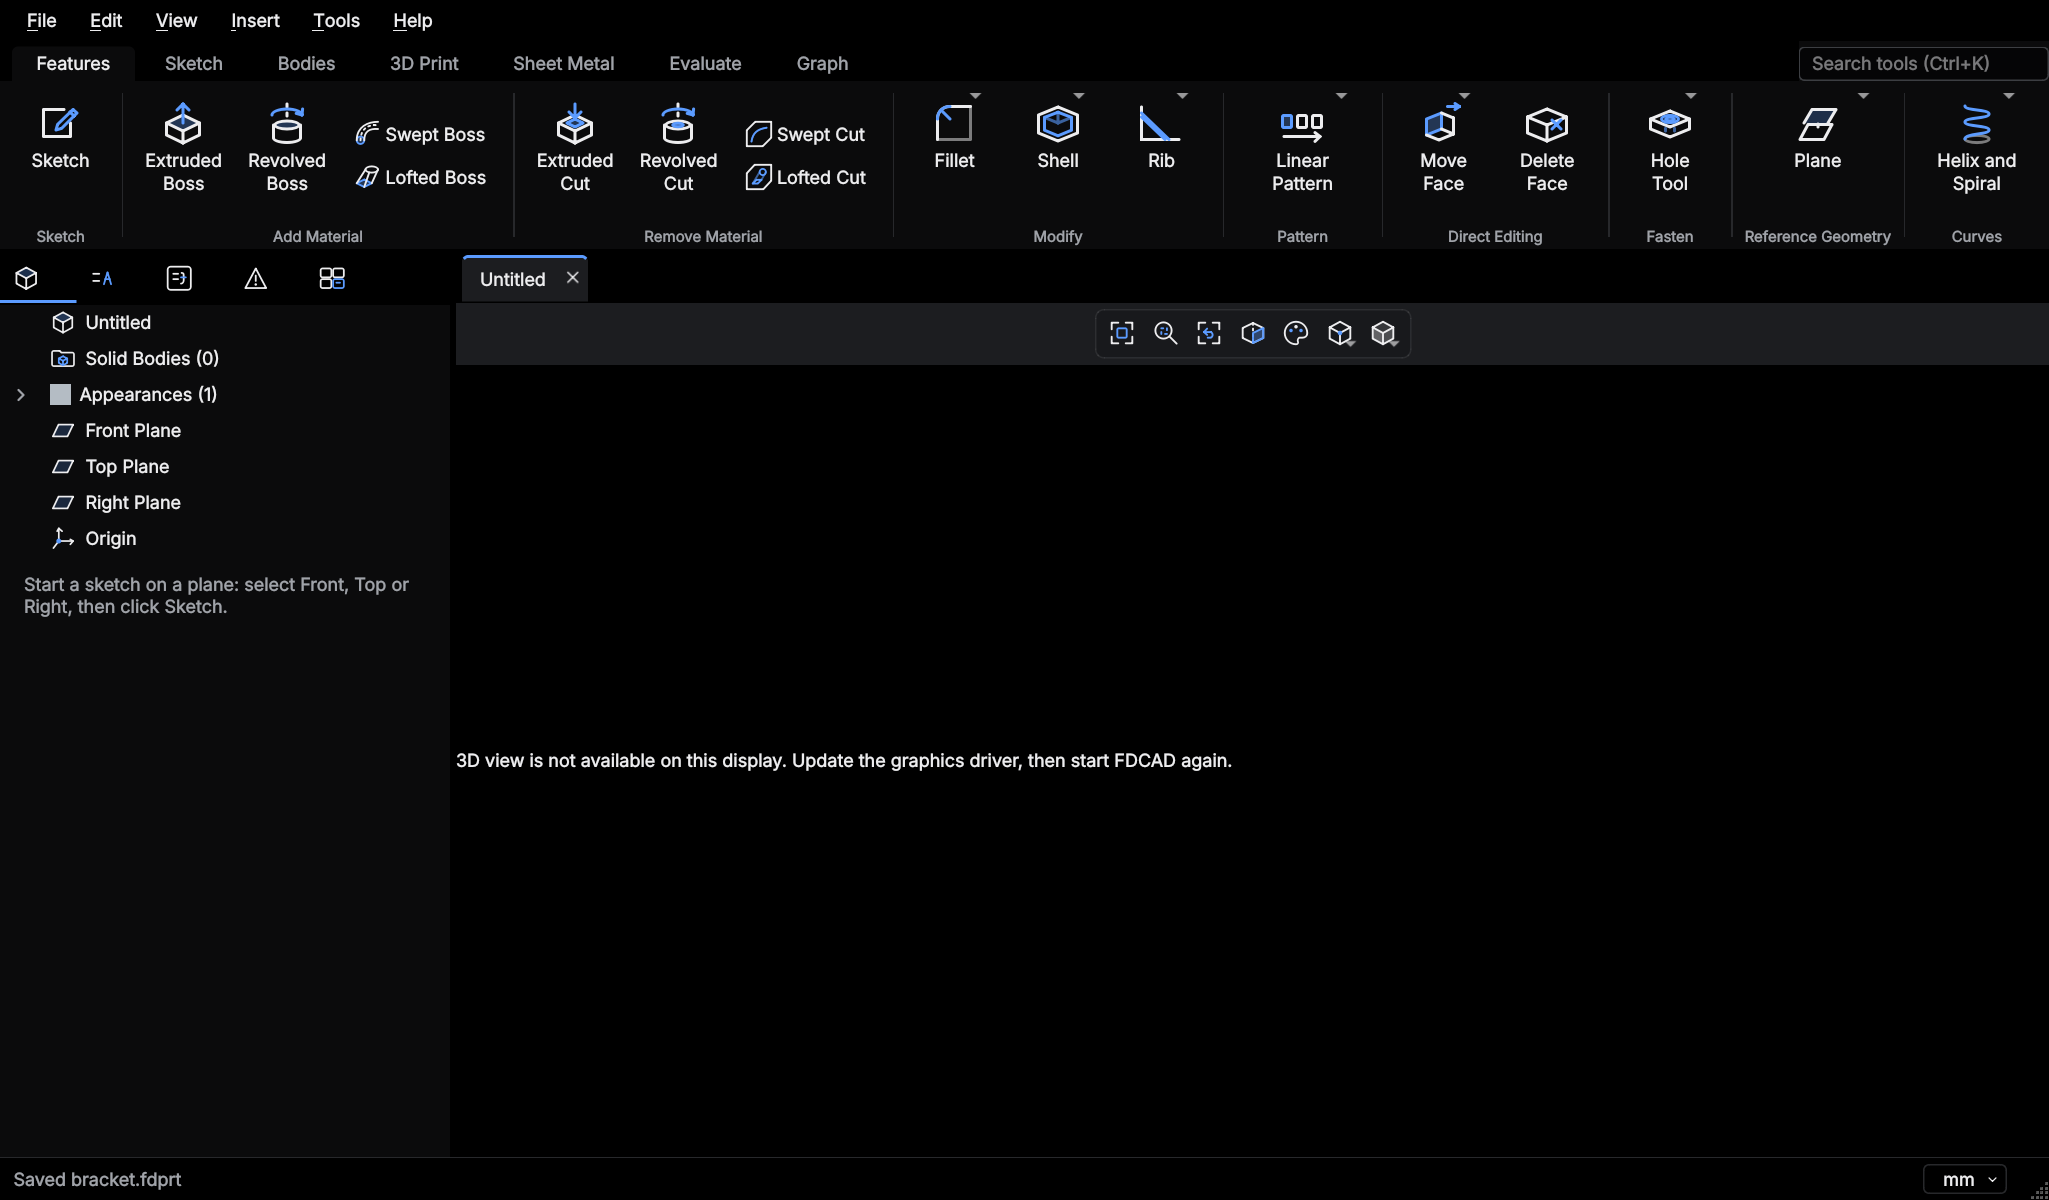 File Edit View Insert Tools Help
Features Sketch Bodies 3D Print Sheet Metal Evaluate Graph Search tools (Ctrl+K)
Sketch
Extruded Boss
Revolved Boss
Swept Boss
Lofted Boss
Extruded Cut
Revolved Cut
Swept Cut
Lofted Cut
Fillet
Shell
Rib
Linear Pattern
Move Face
Delete Face
Hole Tool
Plane
Helix and Spiral
Sketch Add Material Remove Material Modify Pattern Direct Editing Fasten Reference Geometry Curves
A
Untitled
Untitled
Solid Bodies (0)
Appearances (1)
Front Plane
Top Plane
Right Plane
Origin
Start a sketch on a plane: select Front, Top or
Right, then click Sketch.
3D view is not available on this display. Update the graphics driver, then start FDCAD again.
Saved bracket.fdprt
mm